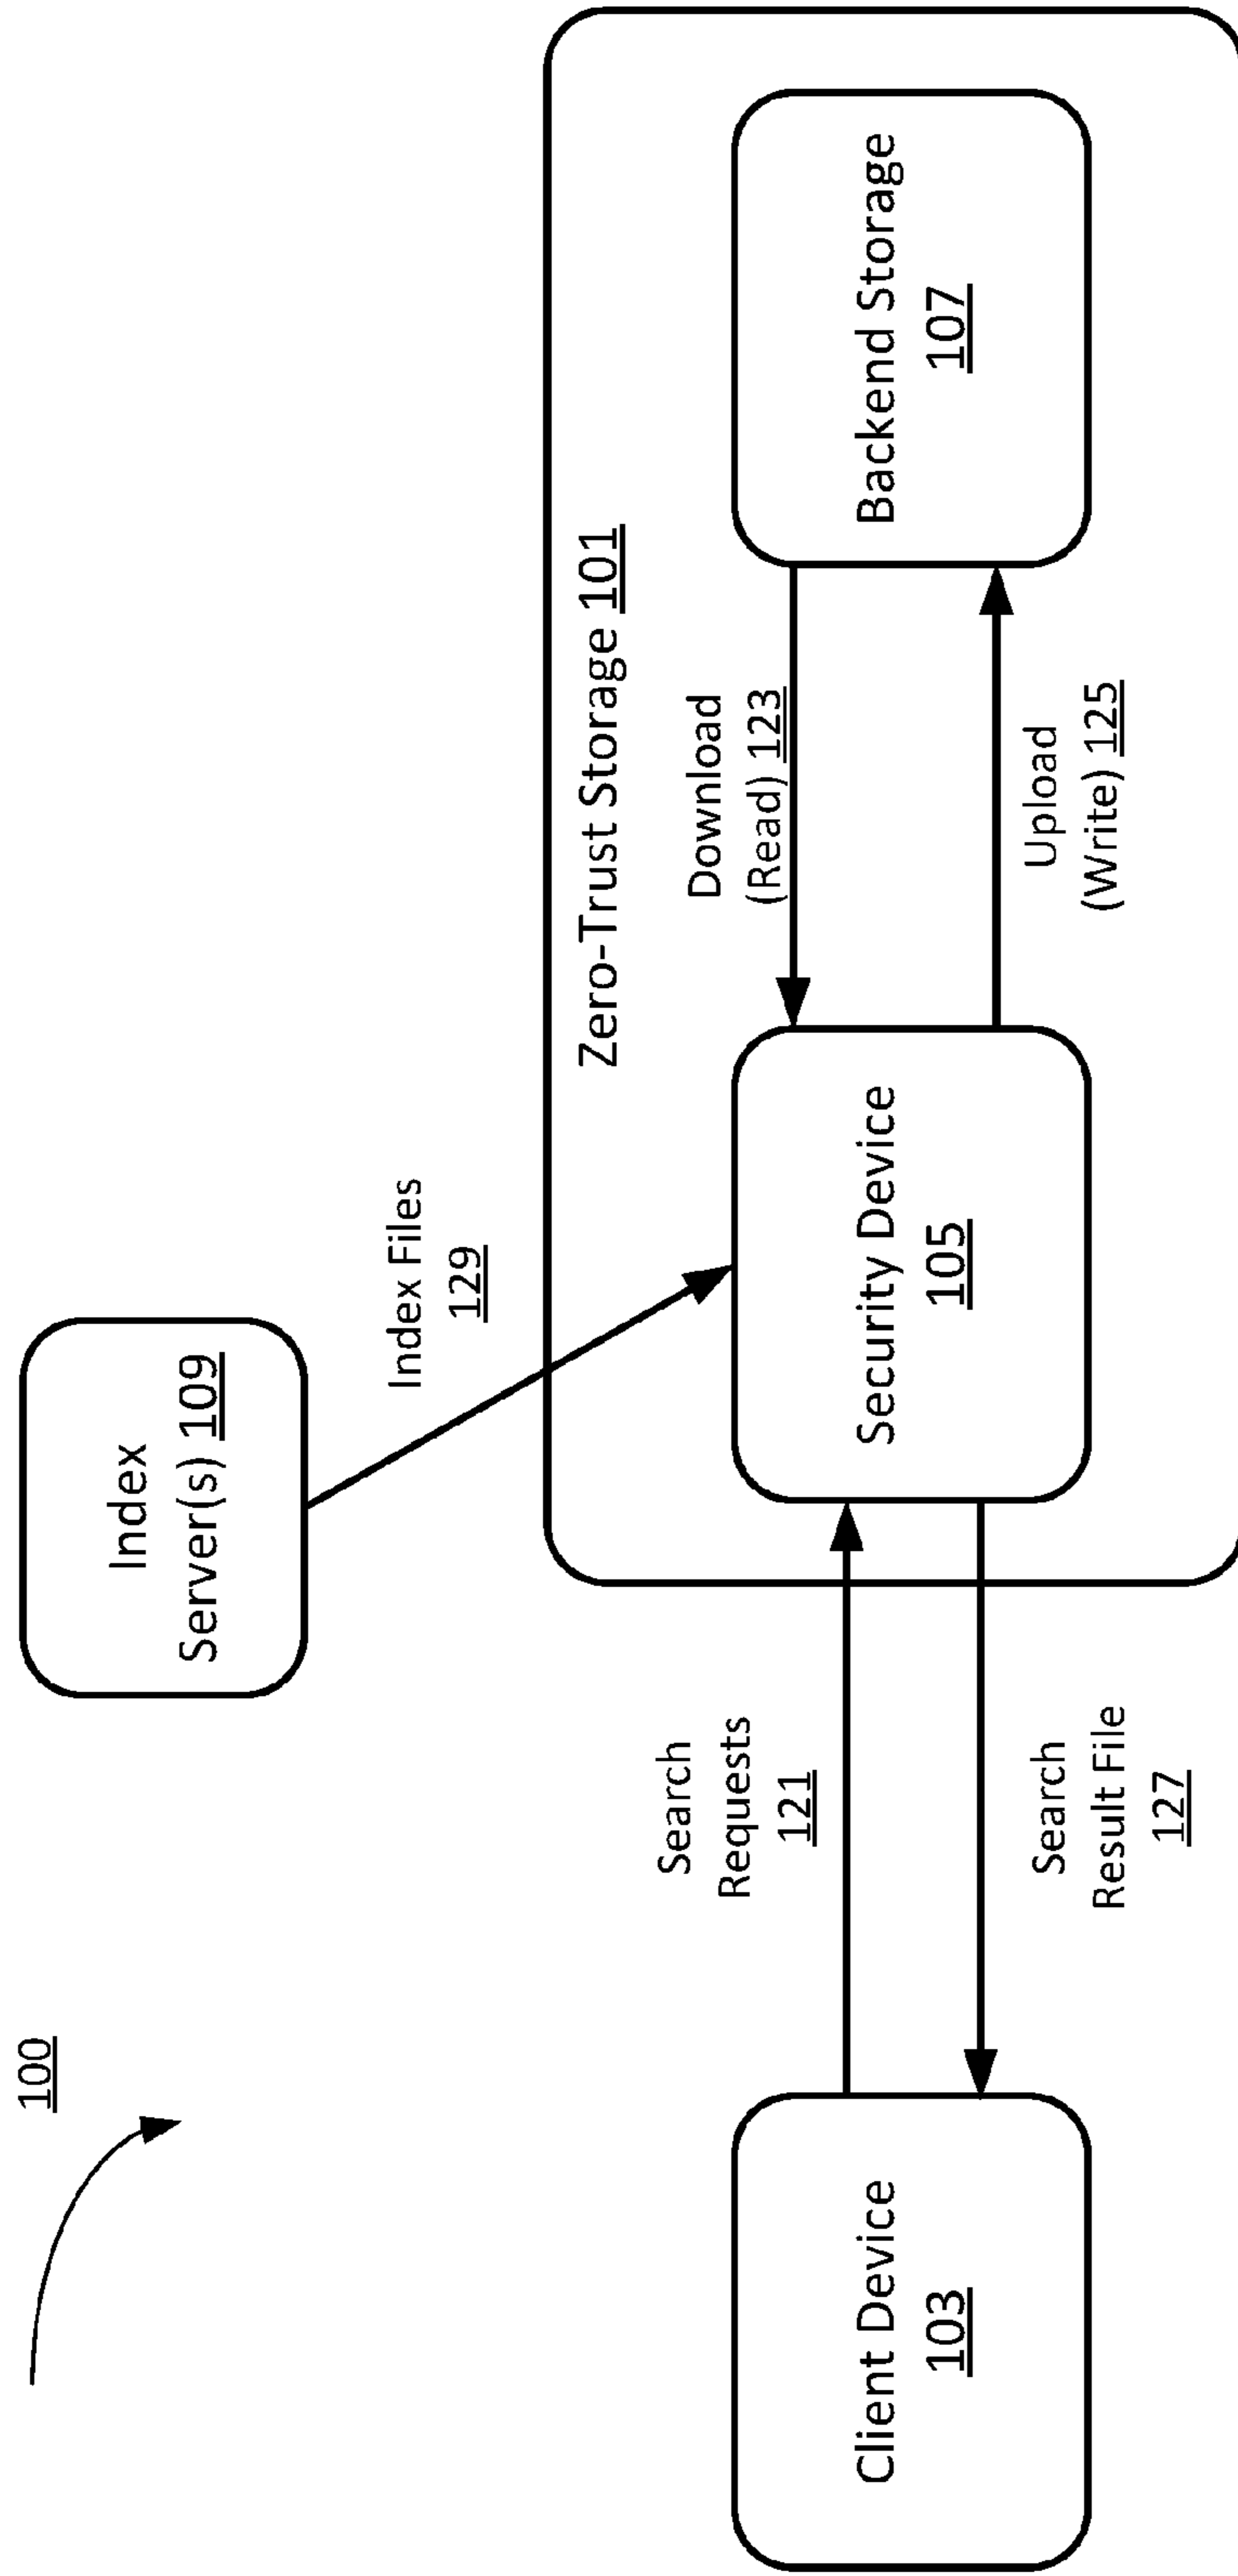 100
Index
Server(s) 109
Index Files
129
Zero-Trust Storage 101
Client Device
103
Search
Requests
121
Search
Result File
127
Security Device
105
Download
(Read) 123
Upload
(Write) 125
Backend Storage
107